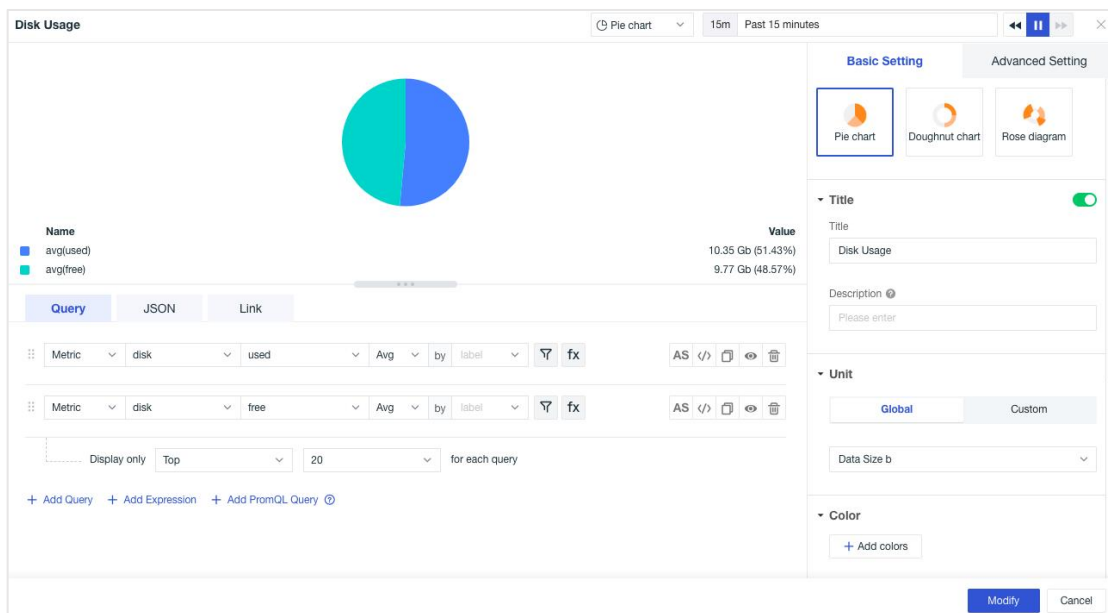 Disk Usage
Pie chart
15m Past 15 minutes
Basic Setting
Advanced Setting
Pie chart
Doughnut chart
Rose diagram
Title
Title
Disk Usage
Description
Please enter
Unit
Global
Custom
Data Size b
Color
+ Add colors
Name Value
avg(used) 10.35 Gb (51.43%)
avg(free) 9.77 Gb (48.57%)
Query JSON Link
Metric disk used Avg by label fx AS </>
Metric disk free Avg by label fx AS </>
Display only Top 20 for each query
+ Add Query + Add Expression + Add PromQL Query ?
Modify Cancel